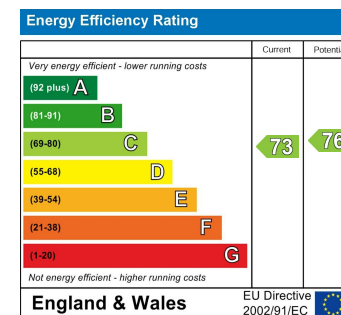 Energy Efficiency Rating
Current Potentia
Very energy efficient - lower running costs
(92 plus) A
(81-91) B
(69-80) C
73 76
(55-68) D
(39-54) E
(21-38) F
(1-20) G
Not energy efficient - higher running costs
England & Wales
EU Directive
2002/91/EC